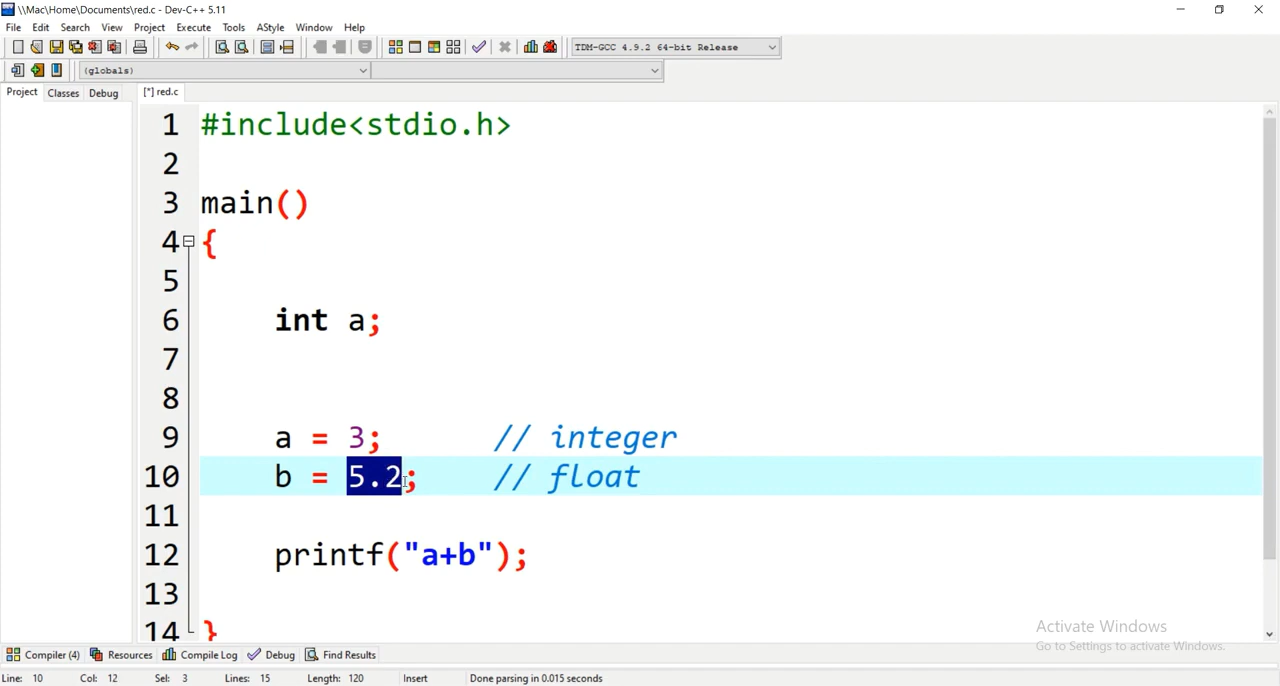 \\Mac\Home\Documents\red.c - Dev-C++ 5.11
File Edit Search View Project Execute Tools AStyle Window Help
TDM-GCC 4.9.2 64-bit Release
(globals)
Project Classes Debug [*] red.c
1 #include<stdio.h>
2
3 main()
4 {
5
6 int a;
7
8
9 a = 3; // integer
10 b = 5.2; // float
11
12 printf("a+b");
13
14 }
Activate Windows
Go to Settings to activate Windows.
Compiler (4) Resources Compile Log Debug Find Results
Line: 10 Col: 12 Sel: 3 Lines: 15 Length: 120 Insert Done parsing in 0.015 seconds